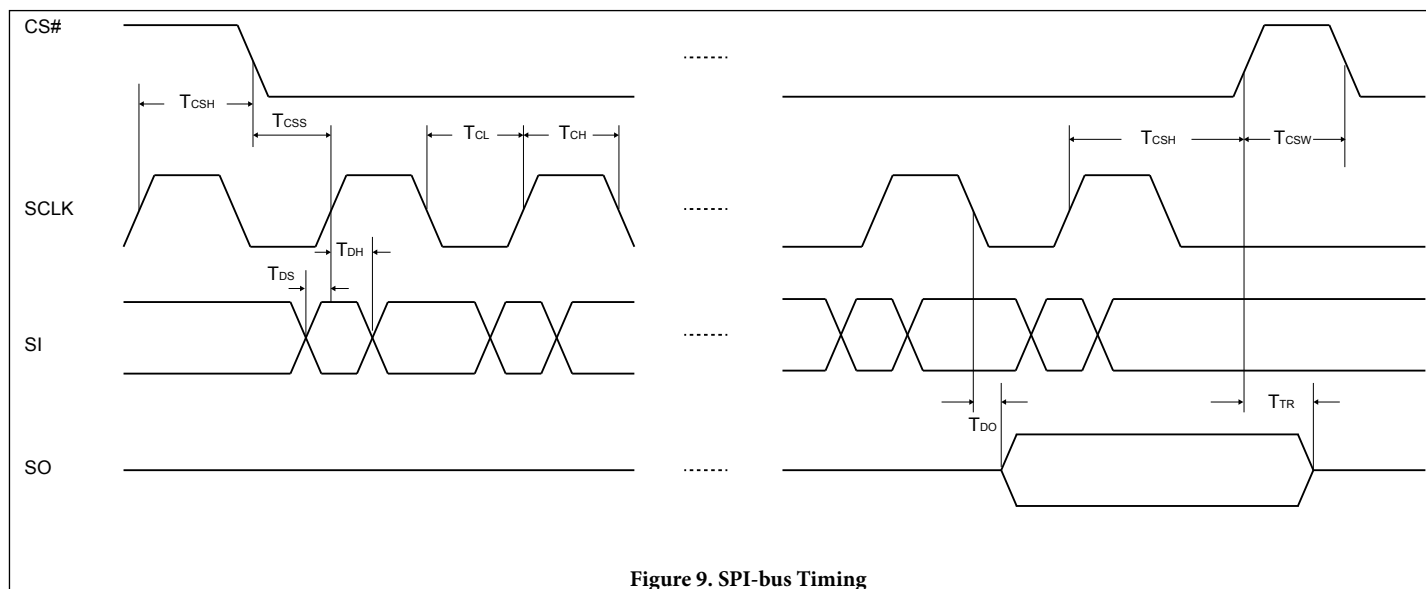 CS#
TCSH
TCSS
TCL
TCH
TCSH
TCSW
SCLK
TDH
TDS
SI
TTR
TDO
SO
Figure 9. SPI-bus Timing